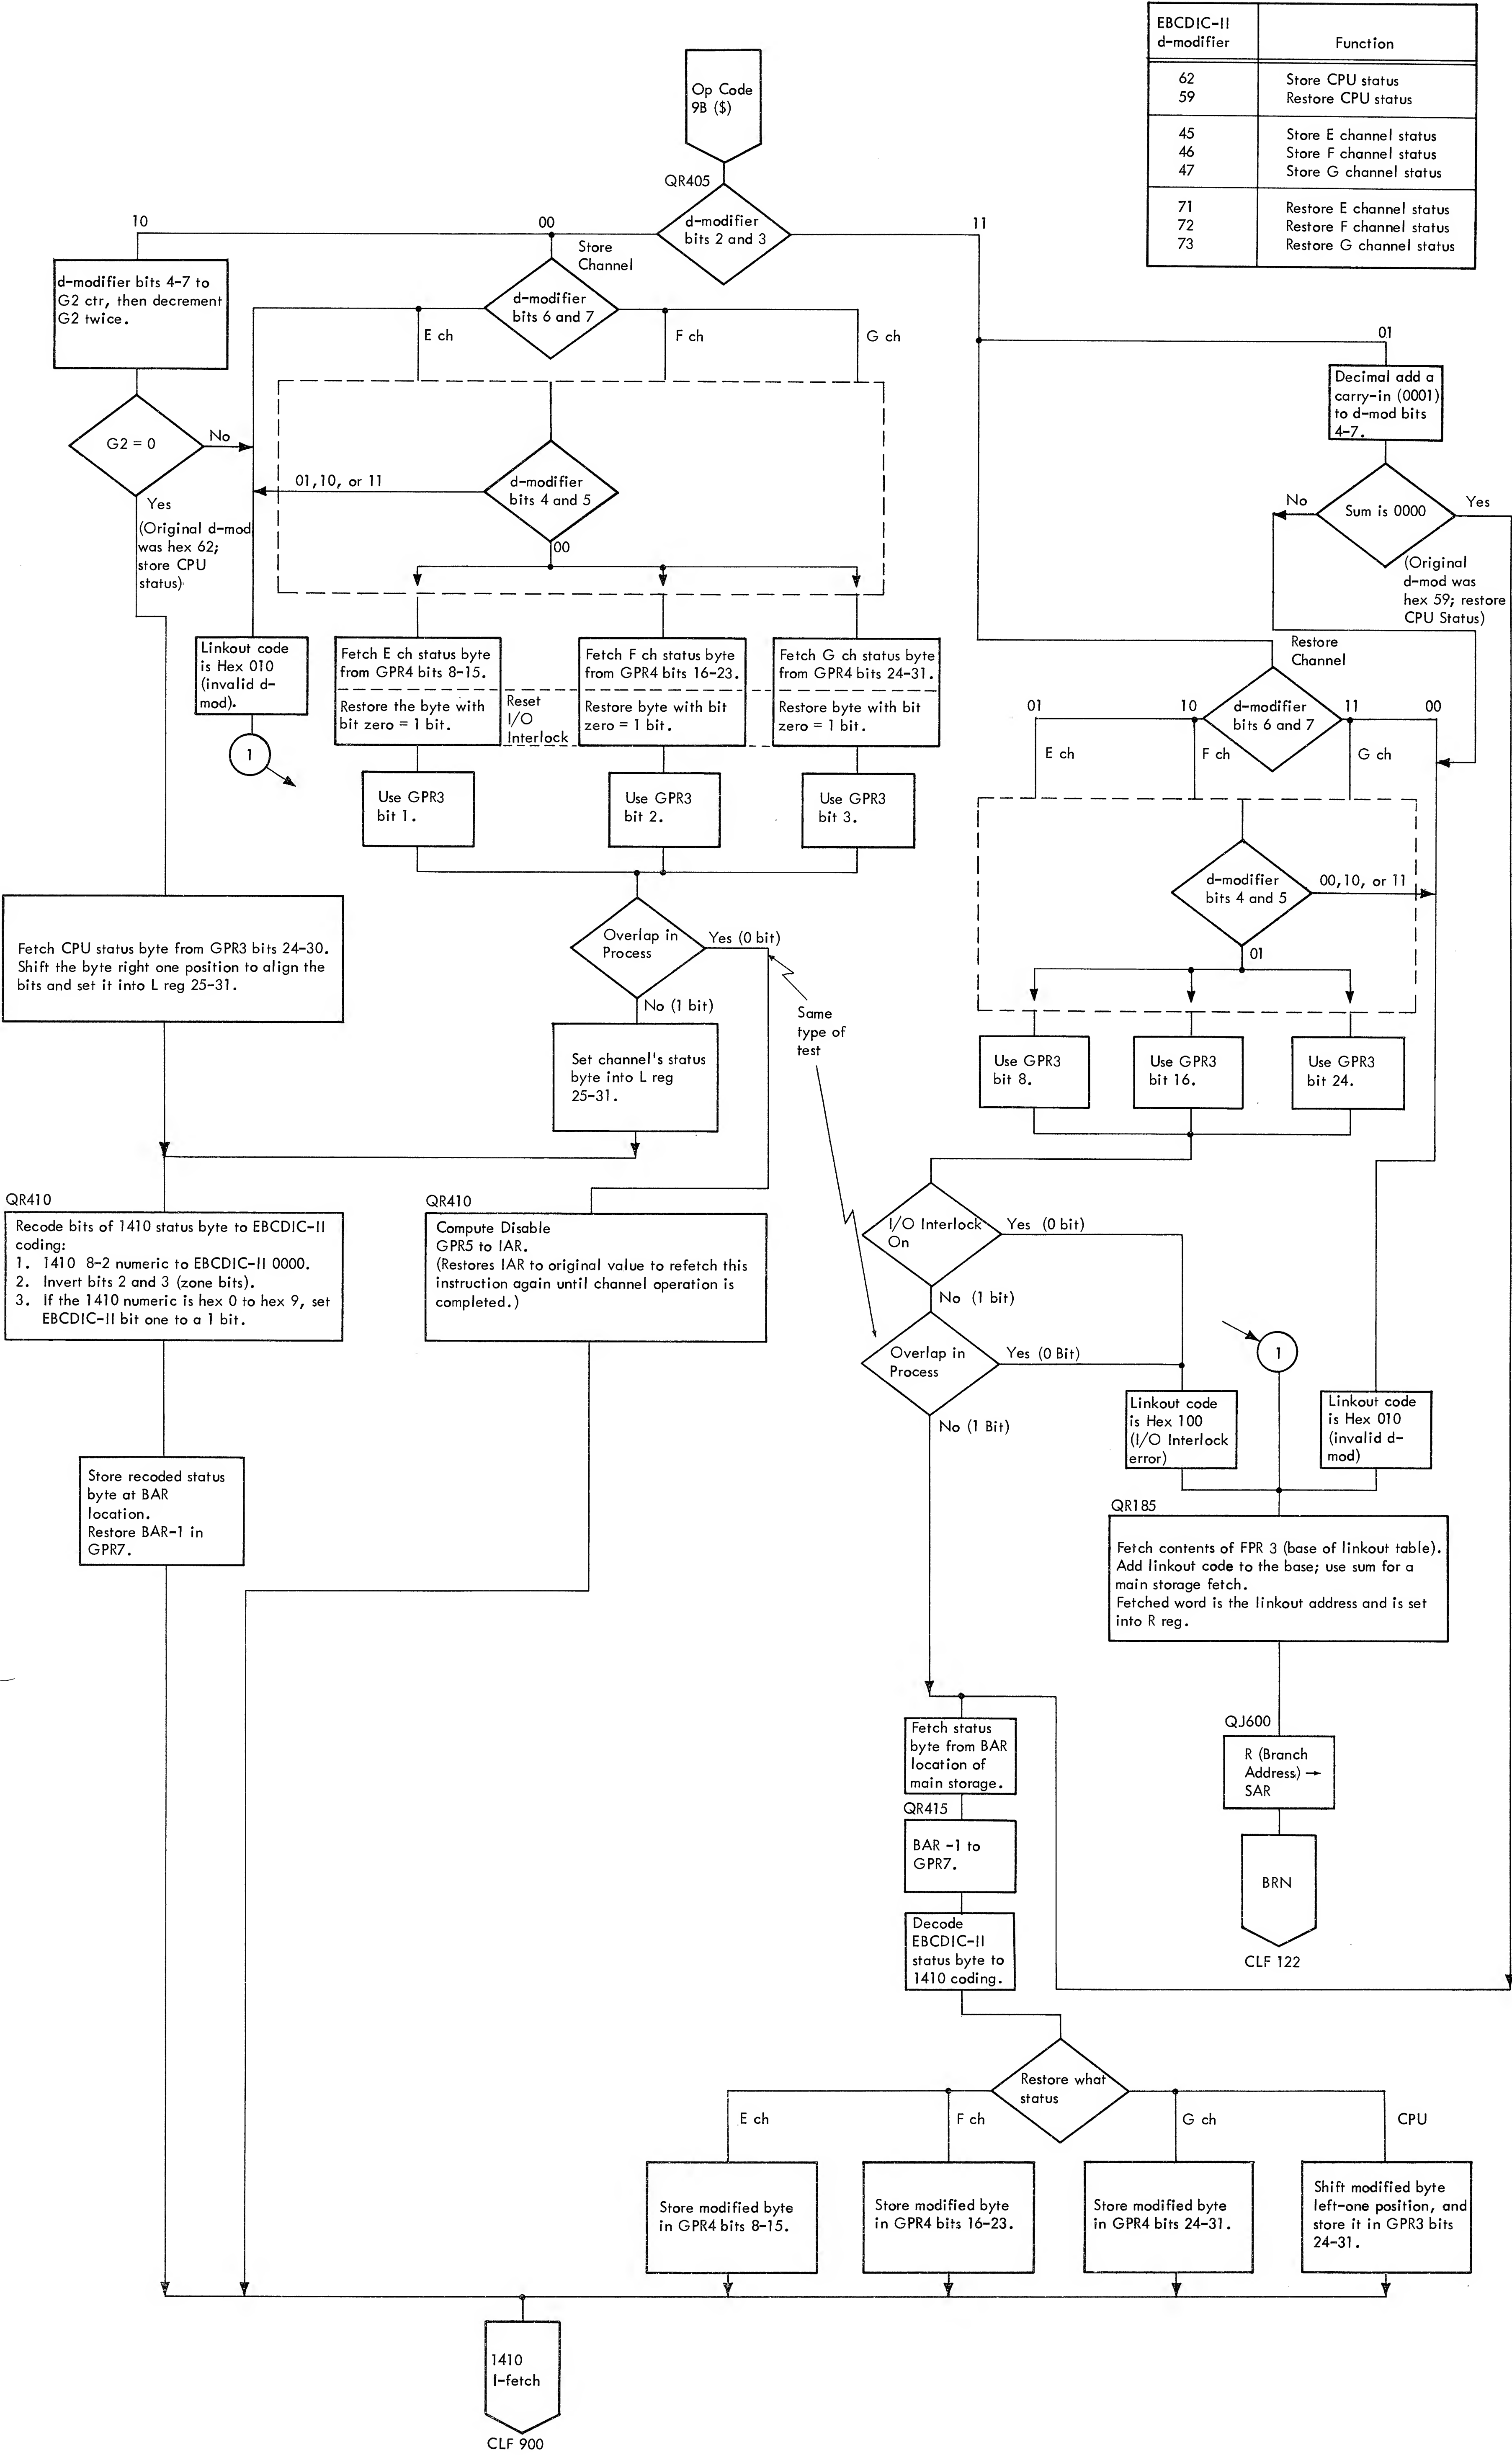 EBCDIC-II
d-modifier
Function
62
Store CPU status
59
Restore CPU status
45
Store E channel status
46
Store F channel status
47
Store G channel status
71
Restore E channel status
72
Restore F channel status
73
Restore G channel status
Op Code
9B ($)
QR405
d-modifier
bits 2 and 3
10
00
11
Store
Channel
d-modifier bits 4-7 to
G2 ctr, then decrement
G2 twice.
d-modifier
bits 6 and 7
E ch
F ch
G ch
01
Decimal add a
carry-in (0001)
to d-mod bits
4-7.
G2 = 0
No
Yes
(Original d-mod
was hex 62;
store CPU
status)
01,10, or 11
d-modifier
bits 4 and 5
00
No
Sum is 0000
Yes
(Original
d-mod was
hex 59; restore
CPU Status)
Linkout code
is Hex 010
(invalid d-
mod).
1
Fetch E ch status byte
from GPR4 bits 8-15.
Restore the byte with
bit zero = 1 bit.
Reset
I/O
Interlock
Fetch F ch status byte
from GPR4 bits 16-23.
Restore byte with bit
zero = 1 bit.
Fetch G ch status byte
from GPR4 bits 24-31.
Restore byte with bit
zero = 1 bit.
Restore
Channel
01
10
d-modifier
bits 6 and 7
11
00
E ch
F ch
G ch
Use GPR3
bit 1.
Use GPR3
bit 2.
Use GPR3
bit 3.
d-modifier
bits 4 and 5
00,10, or 11
01
Fetch CPU status byte from GPR3 bits 24-30.
Shift the byte right one position to align the
bits and set it into L reg 25-31.
Overlap in
Process
Yes (0 bit)
No (1 bit)
Same
type of
test
Set channel's status
byte into L reg
25-31.
Use GPR3
bit 8.
Use GPR3
bit 16.
Use GPR3
bit 24.
QR410
Recode bits of 1410 status byte to EBCDIC-II
coding:
1. 1410 8-2 numeric to EBCDIC-II 0000.
2. Invert bits 2 and 3 (zone bits).
3. If the 1410 numeric is hex 0 to hex 9, set
EBCDIC-II bit one to a 1 bit.
QR410
Compute Disable
GPR5 to IAR.
(Restores IAR to original value to refetch this
instruction again until channel operation is
completed.)
I/O Interlock
On
Yes (0 bit)
No (1 bit)
Overlap in
Process
Yes (0 Bit)
No (1 Bit)
1
Linkout code
is Hex 100
(I/O Interlock
error)
Linkout code
is Hex 010
(invalid d-
mod)
Store recoded status
byte at BAR
location.
Restore BAR-1 in
GPR7.
QR185
Fetch contents of FPR 3 (base of linkout table).
Add linkout code to the base; use sum for a
main storage fetch.
Fetched word is the linkout address and is set
into R reg.
Fetch status
byte from BAR
location of
main storage.
QJ600
R (Branch
Address) →
SAR
QR415
BAR -1 to
GPR7.
BRN
CLF 122
Decode
EBCDIC-II
status byte to
1410 coding.
Restore what
status
E ch
F ch
G ch
CPU
Store modified byte
in GPR4 bits 8-15.
Store modified byte
in GPR4 bits 16-23.
Store modified byte
in GPR4 bits 24-31.
Shift modified byte
left-one position, and
store it in GPR3 bits
24-31.
1410
I-fetch
CLF 900